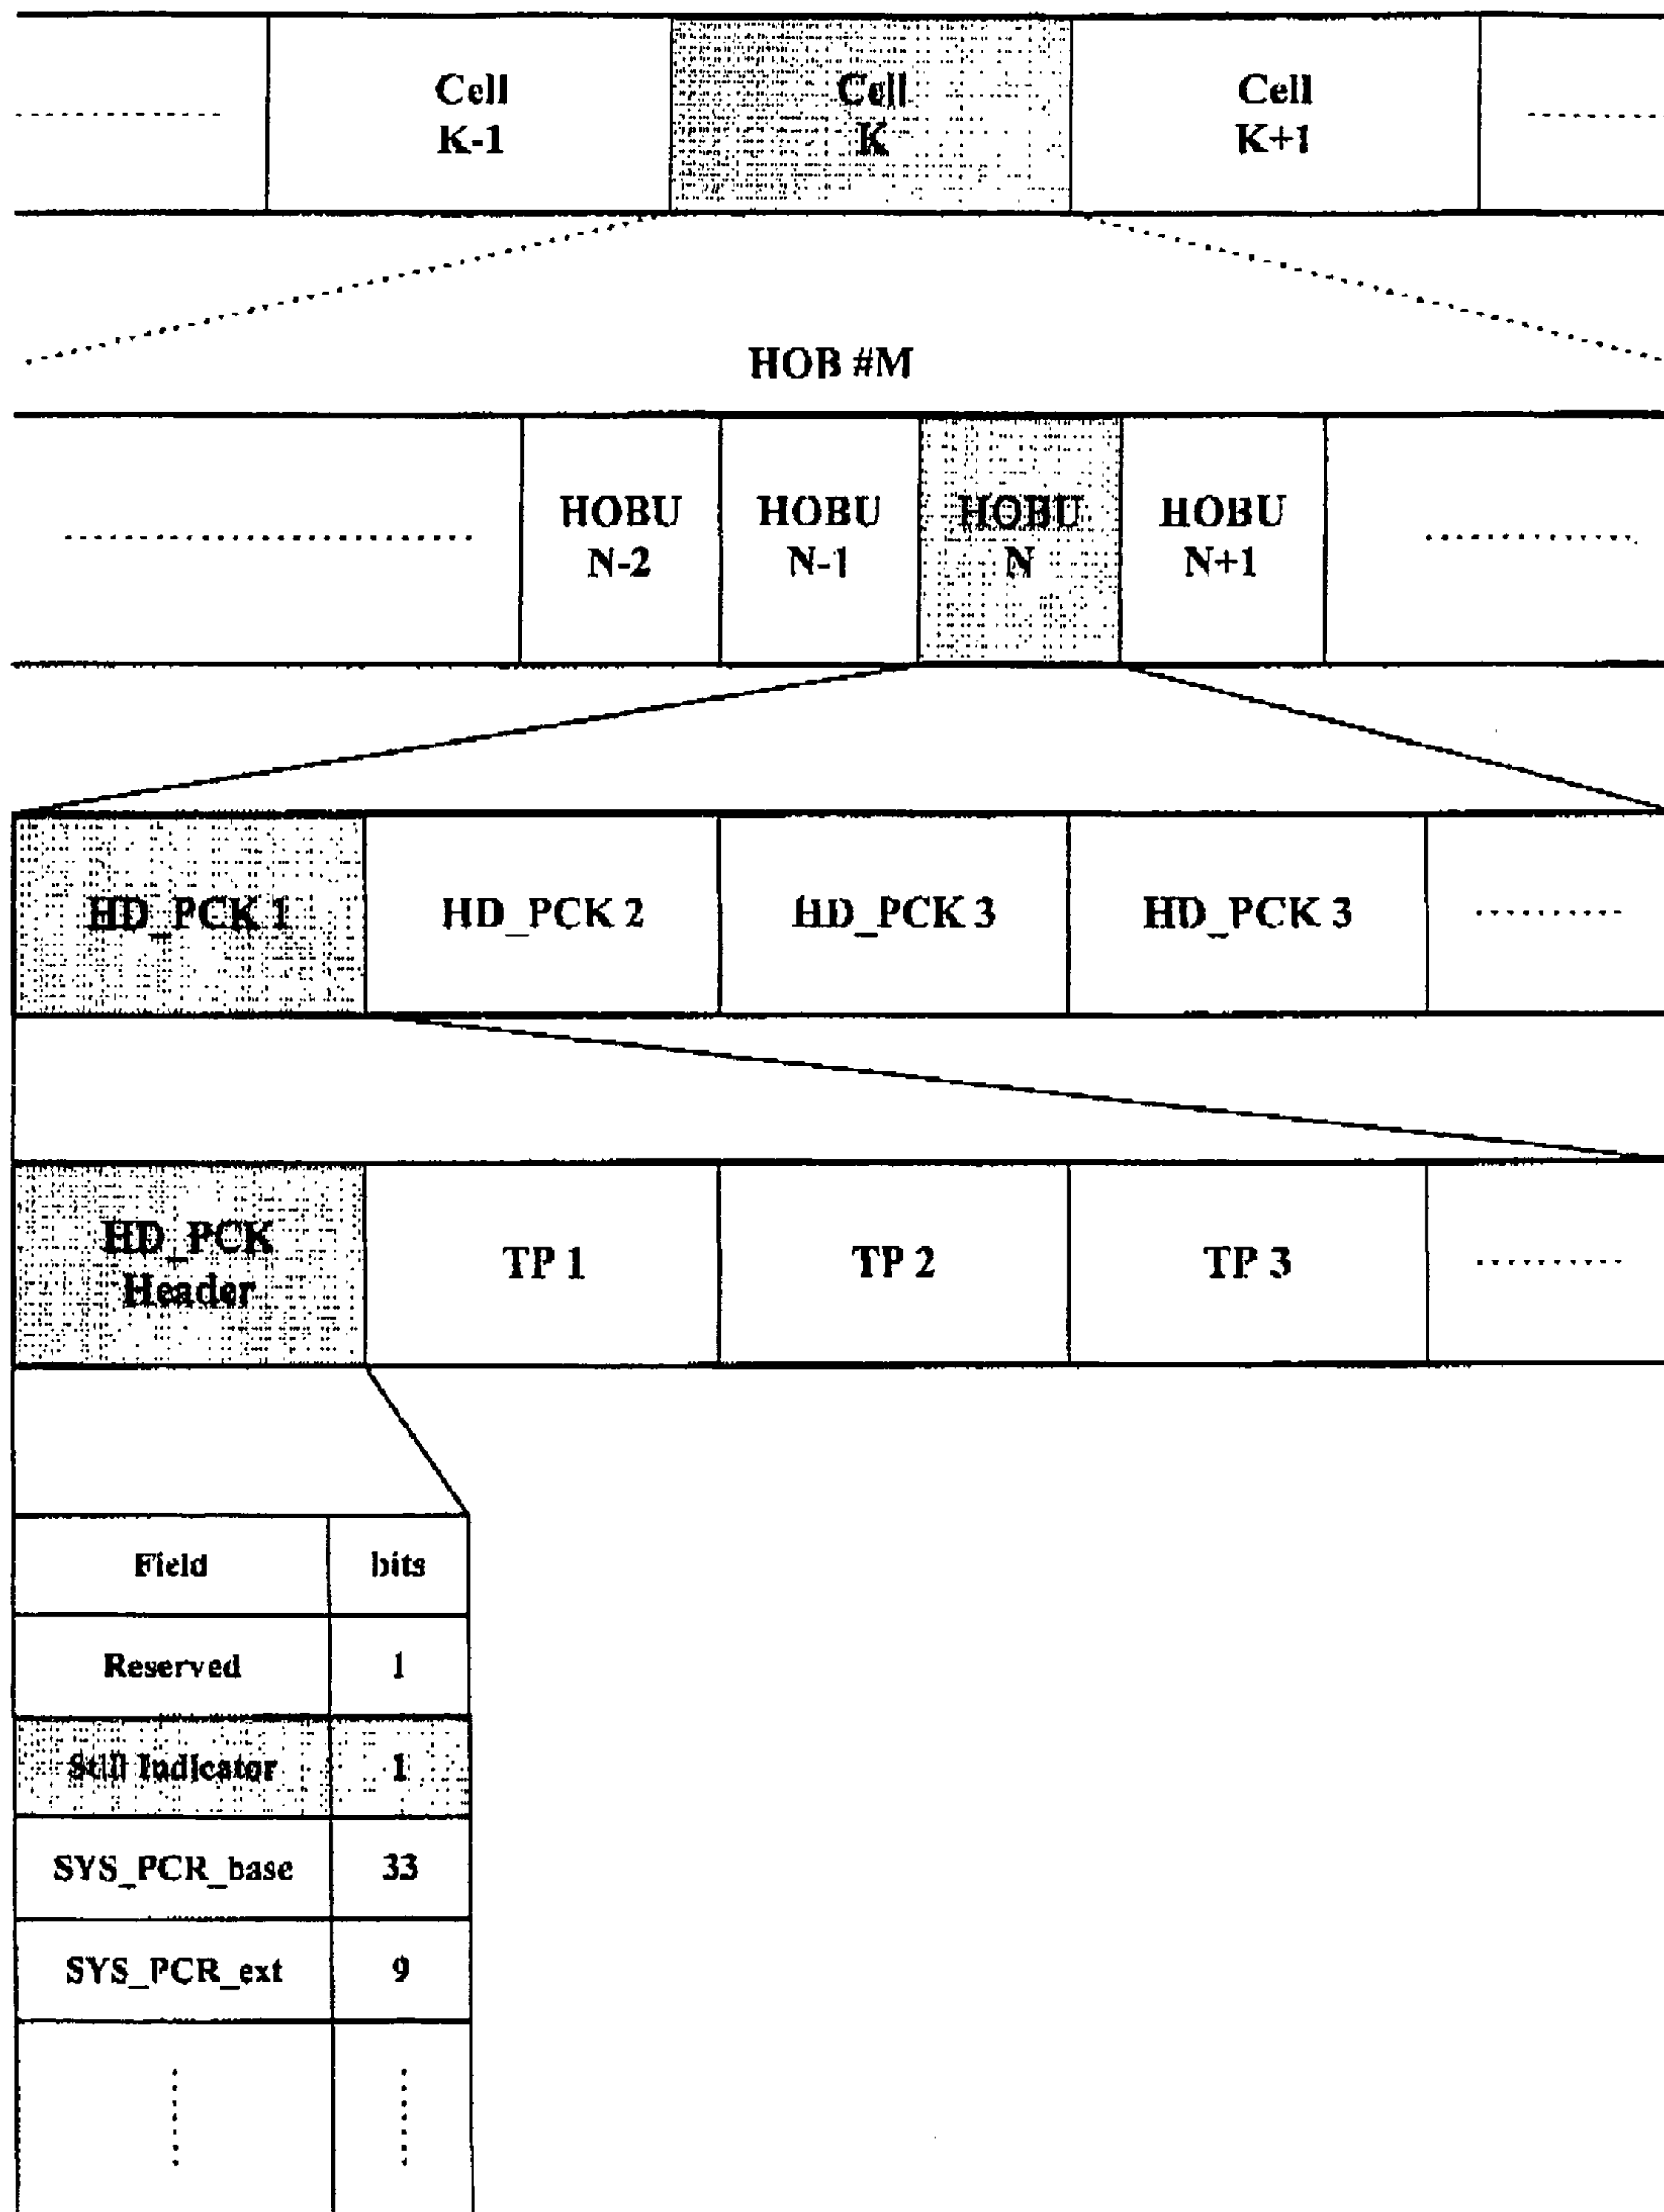 Cell Cell Cell
K-1 K K+1
HOB #M
HOBU HOBU HOBU HOBU
N-2 N-1 N N+1
HD_PCK 1 HD_PCK 2 HD_PCK 3 HD_PCK 3
HD_PCK
Header
TP 1 TP 2 TP 3
Field bits
Reserved 1
Still Indicator 1
SYS_PCR_base 33
SYS_PCR_ext 9